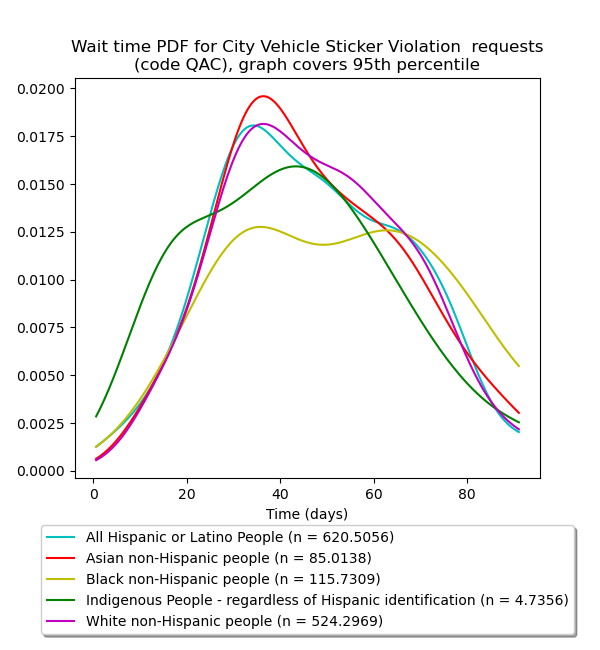 Wait time PDF for City Vehicle Sticker Violation  requests
(code QAC), graph covers 95th percentile
0.0200
0.0175
0.0150
0.0125
0.0100
0.0075
0.0050
0.0025
0.0000
0 20 40 60 80
Time (days)
All Hispanic or Latino People (n = 620.5056)
Asian non-Hispanic people (n = 85.0138)
Black non-Hispanic people (n = 115.7309)
Indigenous People - regardless of Hispanic identification (n = 4.7356)
White non-Hispanic people (n = 524.2969)